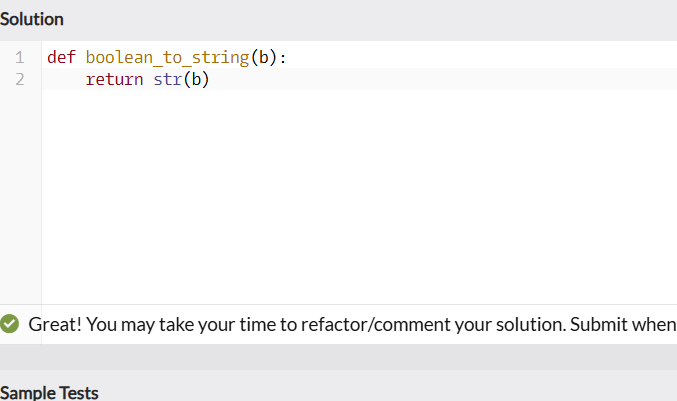 Solution
1 def boolean_to_string(b):
2     return str(b)
Great! You may take your time to refactor/comment your solution. Submit when
Sample Tests